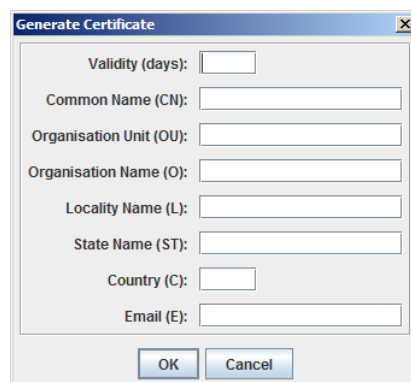 Generate Certificate
Validity (days):
Common Name (CN):
Organisation Unit (OU):
Organisation Name (O):
Locality Name (L):
State Name (ST):
Country (C):
Email (E):
OK Cancel